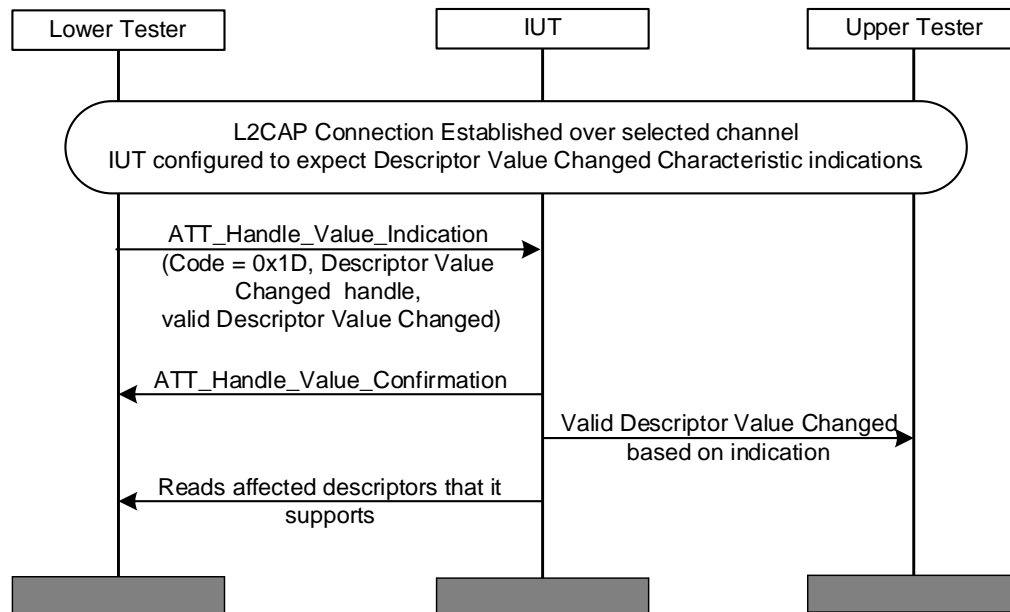 Lower Tester
IUT
Upper Tester
L2CAP Connection Established over selected channel
IUT configured to expect Descriptor Value Changed Characteristic indications.
ATT_Handle_Value_Indication
(Code = 0x1D, Descriptor Value
Changed handle,
valid Descriptor Value Changed)
ATT_Handle_Value_Confirmation
Valid Descriptor Value Changed
based on indication
Reads affected descriptors that it
supports